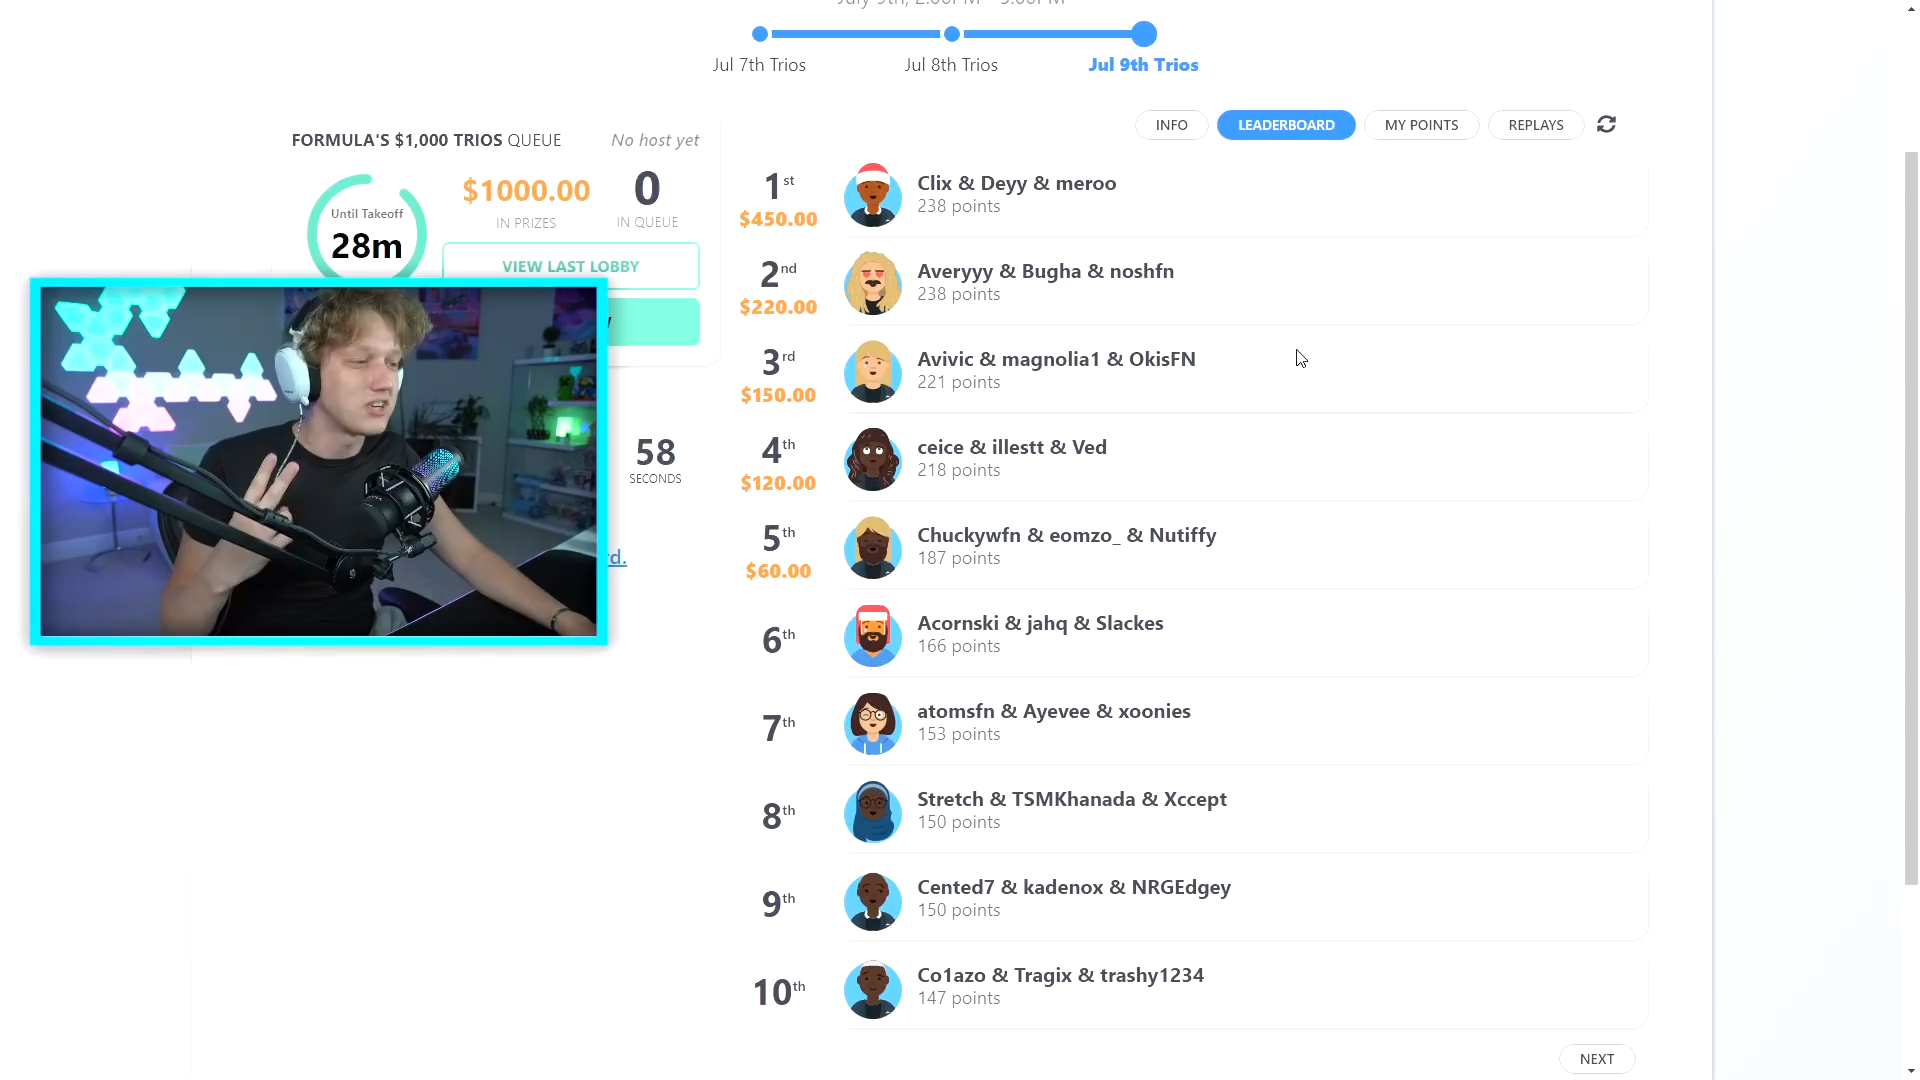 Jul 7th Trios
Jul 8th Trios
Jul 9th Trios
INFO
LEADERBOARD
MY POINTS
REPLAYS
FORMULA'S $1,000 TRIOS QUEUE
No host yet
Until Takeoff
28m
$1000.00
IN PRIZES
0
IN QUEUE
VIEW LAST LOBBY
58
SECONDS
rd.
1st
$450.00
Clix & Deyy & meroo
238 points
2nd
$220.00
Averyyy & Bugha & noshfn
238 points
3rd
$150.00
Avivic & magnolia1 & OkisFN
221 points
4th
$120.00
ceice & illestt & Ved
218 points
5th
$60.00
Chuckywfn & eomzo_ & Nutiffy
187 points
6th
Acornski & jahq & Slackes
166 points
7th
atomsfn & Ayevee & xoonies
153 points
8th
Stretch & TSMKhanada & Xccept
150 points
9th
Cented7 & kadenox & NRGEdgey
150 points
10th
Co1azo & Tragix & trashy1234
147 points
NEXT